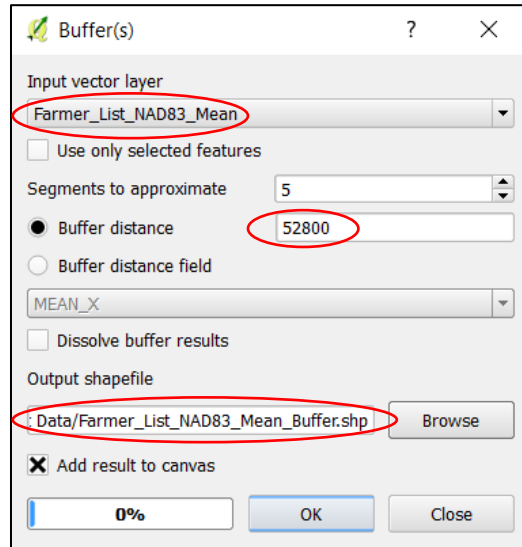 Buffer(s) ?
Input vector layer
Farmer_List_NAD83_Mean
Use only selected features
Segments to approximate 5
Buffer distance 52800
Buffer distance field
MEAN_X
Dissolve buffer results
Output shapefile
: Data/Farmer_List_NAD83_Mean_Buffer.shp Browse
Add result to canvas
0% OK Close